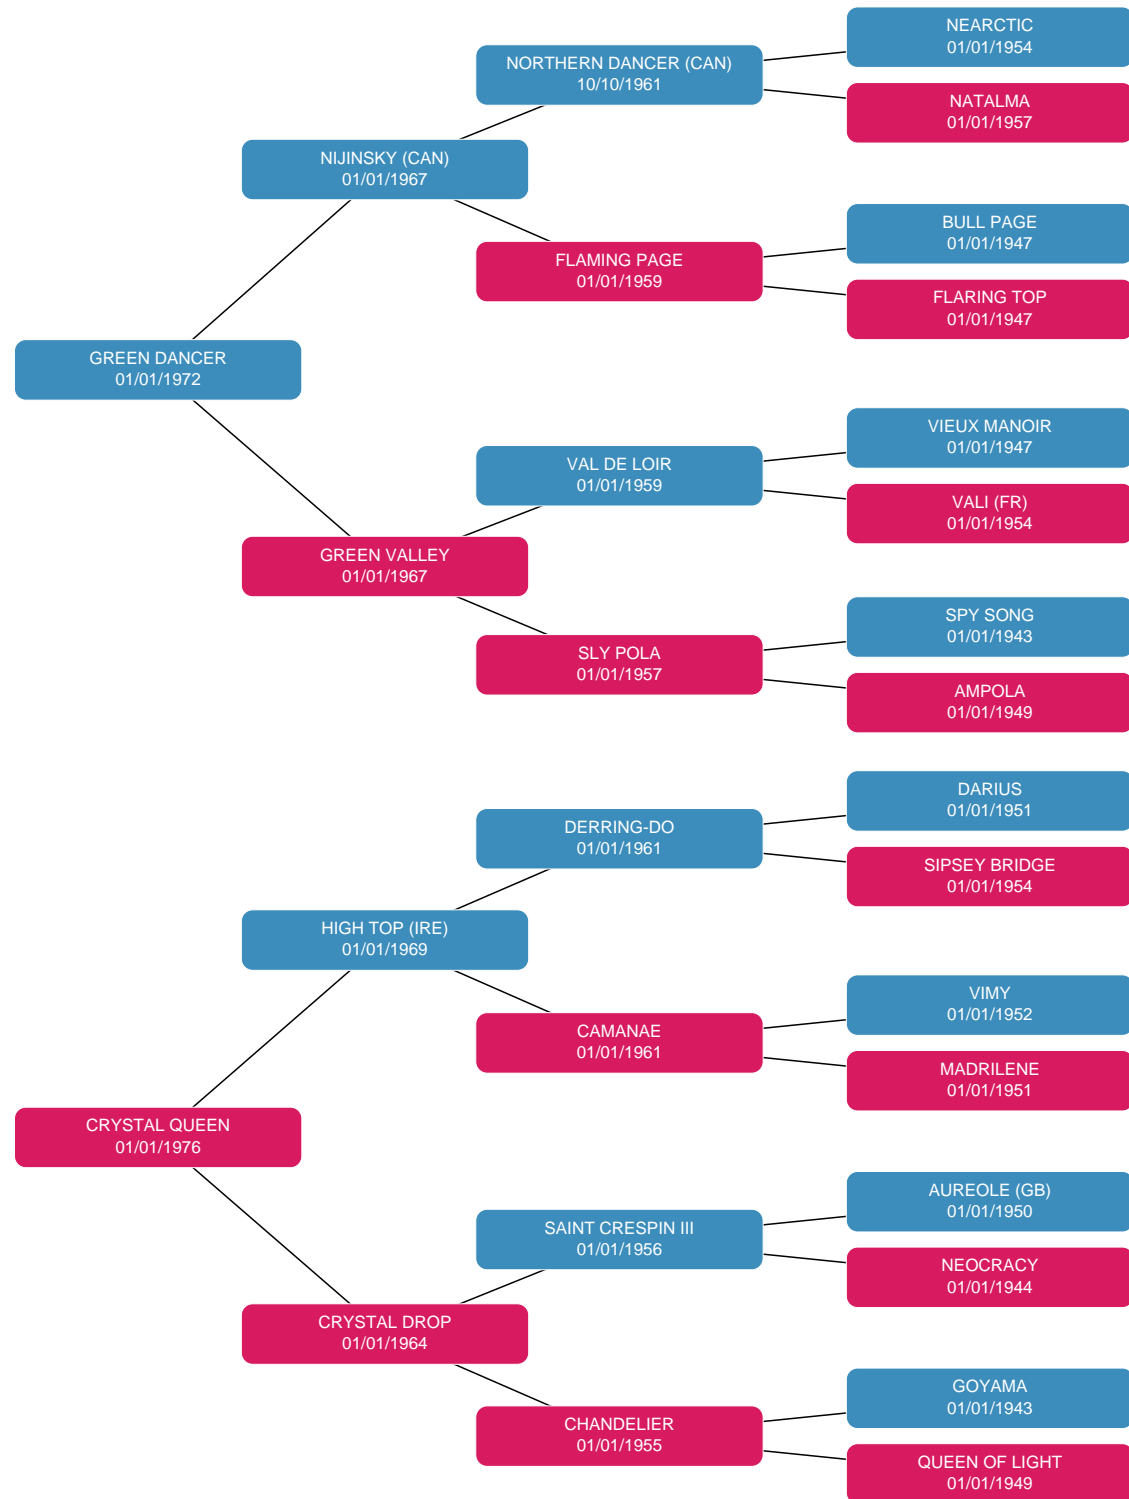 NEARCTIC
01/01/1954
NORTHERN DANCER (CAN)
10/10/1961
NATALMA
01/01/1957
NIJINSKY (CAN)
01/01/1967
BULL PAGE
01/01/1947
FLAMING PAGE
01/01/1959
FLARING TOP
01/01/1947
GREEN DANCER
01/01/1972
VIEUX MANOIR
01/01/1947
VAL DE LOIR
01/01/1959
VALI (FR)
01/01/1954
GREEN VALLEY
01/01/1967
SPY SONG
01/01/1943
SLY POLA
01/01/1957
AMPOLA
01/01/1949
DARIUS
01/01/1951
DERRING-DO
01/01/1961
SIPSEY BRIDGE
01/01/1954
HIGH TOP (IRE)
01/01/1969
VIMY
01/01/1952
CAMANAE
01/01/1961
MADRILENE
01/01/1951
CRYSTAL QUEEN
01/01/1976
AUREOLE (GB)
01/01/1950
SAINT CRESPIN III
01/01/1956
NEOCRACY
01/01/1944
CRYSTAL DROP
01/01/1964
GOYAMA
01/01/1943
CHANDELIER
01/01/1955
QUEEN OF LIGHT
01/01/1949